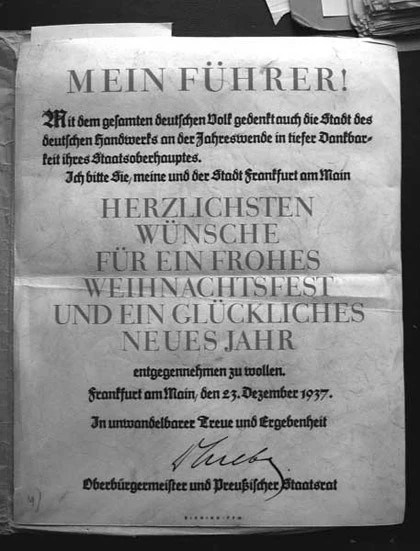 MEIN FÜHRER!
Mit dem gesamten deutschen Volk gedenkt auch die Stadt des
deutschen Handwerks an der Jahreswende in tiefer Dankbar-
keit ihres Staatsoberhauptes.
Ich bitte Sie, meine und der Stadt Frankfurt am Main
HERZLICHSTEN
WÜNSCHE
FÜR EIN FROHES
WEIHNACHTSFEST
UND EIN GLÜCKLICHES
NEUES JAHR
entgegennehmen zu wollen.
Frankfurt am Main, den 23. Dezember 1937.
In unwandelbarer Treue und Ergebenheit
Oberbürgermeister und Preußischer Staatsrat